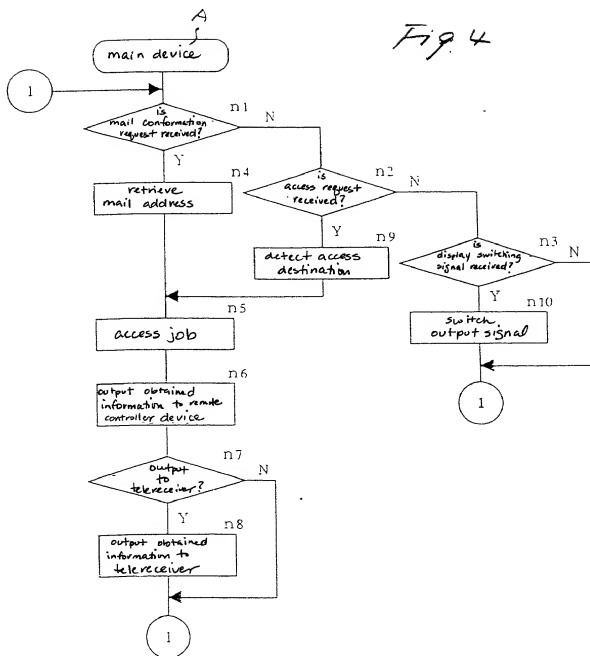 A
Fig. 4
main device
1
n1
is
mail conformation
request received?
N
Y
n4
retrieve
mail address
n2
is
access request
received?
N
Y
n9
detect access
destination
n3
is
display switching
signal received?
N
Y
n10
switch
output signal
1
n5
access job
n6
output obtained
information to remote
controller device
n7
output
to
telereceiver?
N
Y
n8
output obtained
information to
telereceiver
1